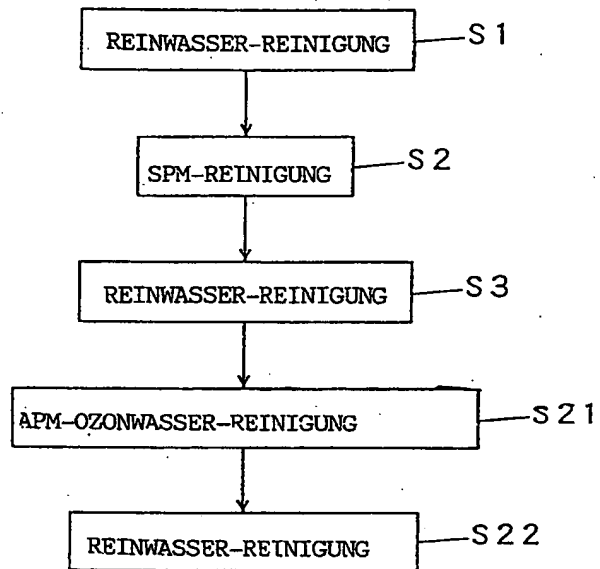 REINWASSER-REINIGUNG S1
SPM-REINIGUNG S2
REINWASSER-REINIGUNG S3
APM-OZONWASSER-REINIGUNG S21
REINWASSER-REINIGUNG S22